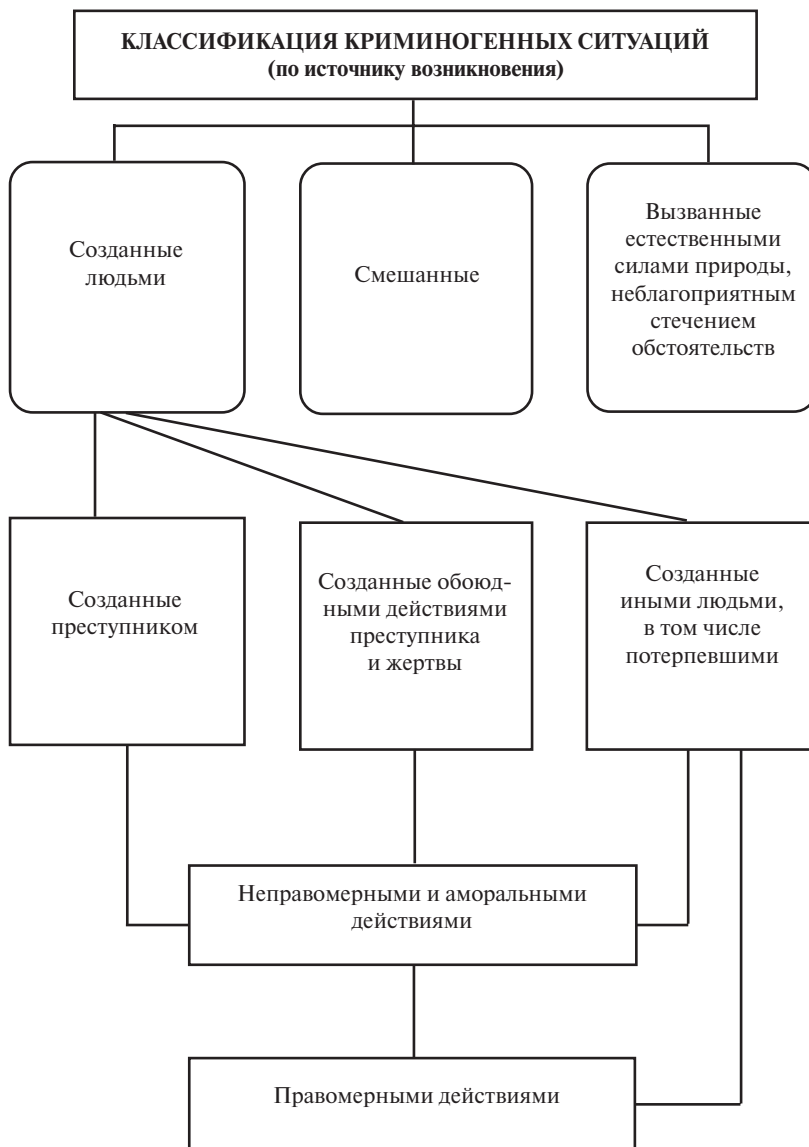 КЛАССИФИКАЦИЯ КРИМИНОГЕННЫХ СИТУАЦИЙ
(по источнику возникновения)
Созданные
людьми
Смешанные
Вызванные
естественными
силами природы,
неблагоприятным
стечением
обстоятельств
Созданные
преступником
Созданные обоюд-
ными действиями
преступника
и жертвы
Созданные
иными людьми,
в том числе
потерпевшими
Неправомерными и аморальными
действиями
Правомерными действиями